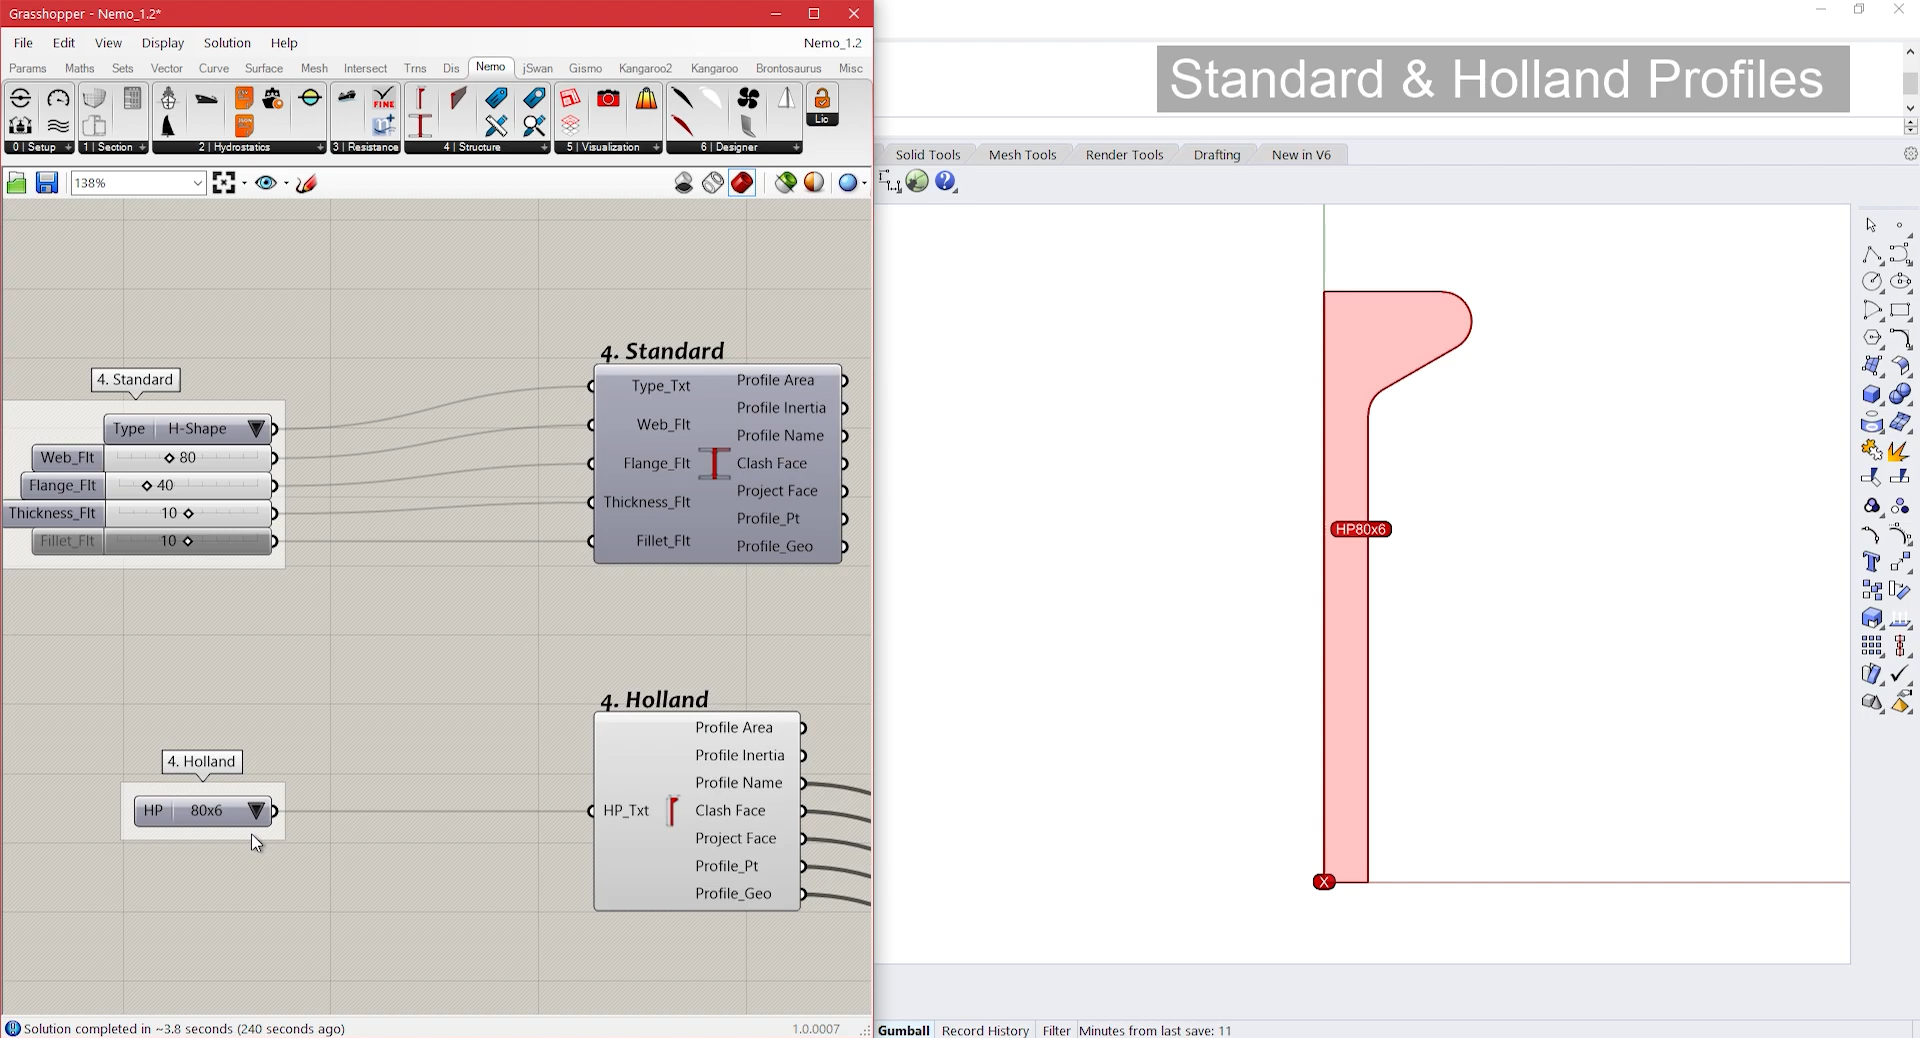 Grasshopper - Nemo_1.2*
File Edit View Display Solution Help Nemo_1.2
Params Maths Sets Vector Curve Surface Mesh Intersect Trns Dis Nemo jSwan Gismo Kangaroo2 Kangaroo Brontosaurus Misc
FINE
JSON
Lic
0 | Setup + 1 | Section + 2 | Hydrostatics + 3 | Resistance 4 | Structure + 5 | Visualization + 6 | Designer +
138%
Standard & Holland Profiles
Solid Tools Mesh Tools Render Tools Drafting New in V6
4. Standard
Type H-Shape
Web_Flt 80
Flange_Flt 40
Thickness_Flt 10
Fillet_Flt 10
4. Standard
Type_Txt
Web_Flt
Flange_Flt
Thickness_Flt
Fillet_Flt
Profile Area
Profile Inertia
Profile Name
Clash Face
Project Face
Profile_Pt
Profile_Geo
4. Holland
HP 80x6
4. Holland
HP_Txt
Profile Area
Profile Inertia
Profile Name
Clash Face
Project Face
Profile_Pt
Profile_Geo
HP80x6
X
Solution completed in ~3.8 seconds (240 seconds ago) 1.0.0007
Gumball Record History Filter Minutes from last save: 11